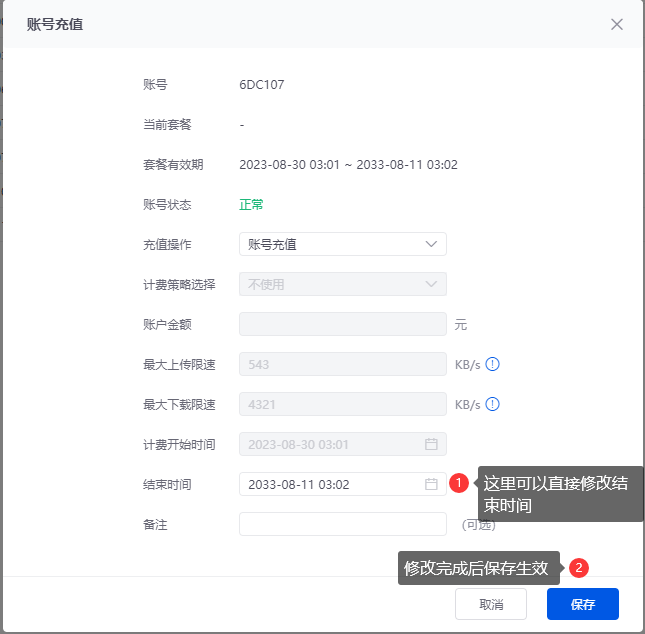 账号充值
账号 6DC107
当前套餐 -
套餐有效期 2023-08-30 03:01 ~ 2033-08-11 03:02
账号状态 正常
充值操作 账号充值
计费策略选择 不使用
账户金额 元
最大上传限速 543 KB/s
最大下载限速 4321 KB/s
计费开始时间 2023-08-30 03:01
结束时间 2033-08-11 03:02 1 这里可以直接修改结
束时间
备注 (可选)
修改完成后保存生效 2
取消 保存